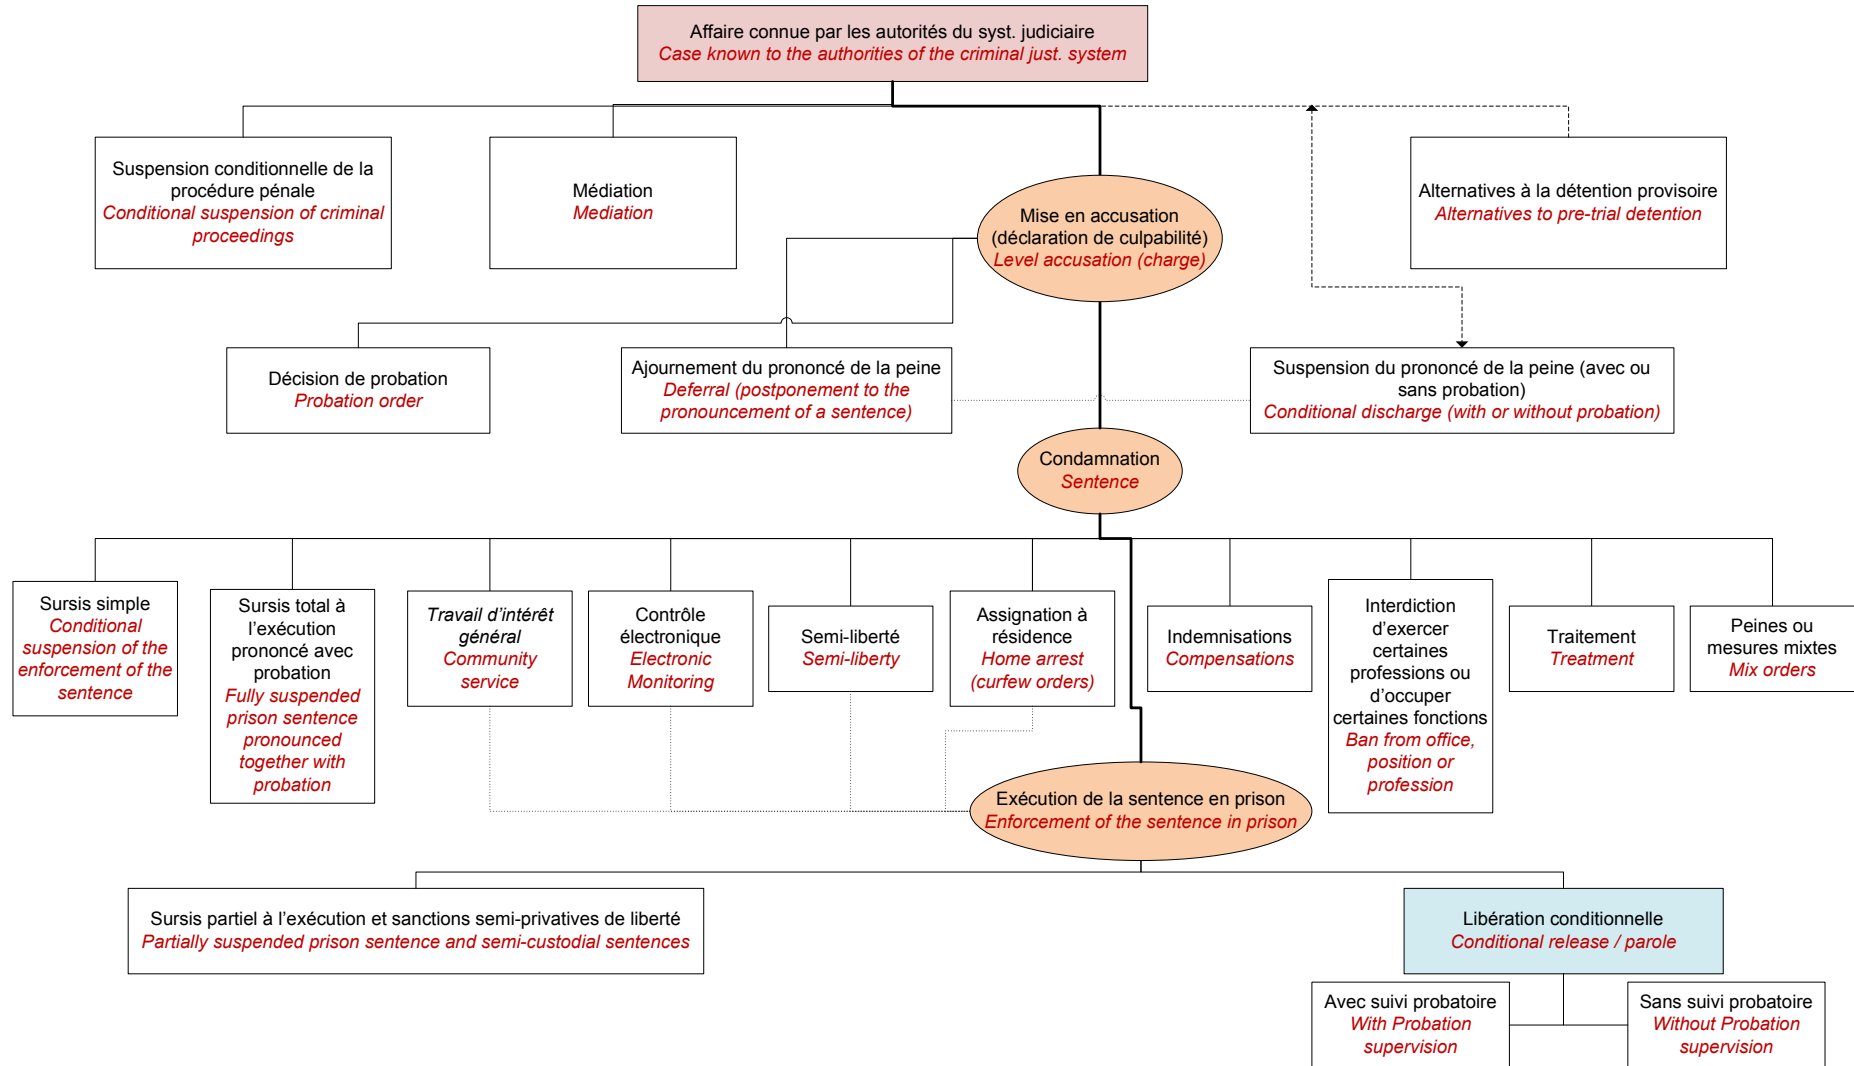 Affaire connue par les autorités du syst. judiciaire
Case known to the authorities of the criminal just. system
Suspension conditionnelle de la
procédure pénale
Conditional suspension of criminal
proceedings
Médiation
Mediation
Mise en accusation
(déclaration de culpabilité)
Level accusation (charge)
Alternatives à la détention provisoire
Alternatives to pre-trial detention
Décision de probation
Probation order
Ajournement du prononcé de la peine
Deferral (postponement to the
pronouncement of a sentence)
Suspension du prononcé de la peine (avec ou
sans probation)
Conditional discharge (with or without probation)
Condamnation
Sentence
Sursis simple
Conditional
suspension of the
enforcement of the
sentence
Sursis total à
l’exécution
prononcé avec
probation
Fully suspended
prison sentence
pronounced
together with
probation
Travail d’intérêt
général
Community
service
Contrôle
électronique
Electronic
Monitoring
Semi-liberté
Semi-liberty
Assignation à
résidence
Home arrest
(curfew orders)
Indemnisations
Compensations
Interdiction
d’exercer
certaines
professions ou
d’occuper
certaines fonctions
Ban from office,
position or
profession
Traitement
Treatment
Peines ou
mesures mixtes
Mix orders
Exécution de la sentence en prison
Enforcement of the sentence in prison
Sursis partiel à l’exécution et sanctions semi-privatives de liberté
Partially suspended prison sentence and semi-custodial sentences
Libération conditionnelle
Conditional release / parole
Avec suivi probatoire
With Probation
supervision
Sans suivi probatoire
Without Probation
supervision